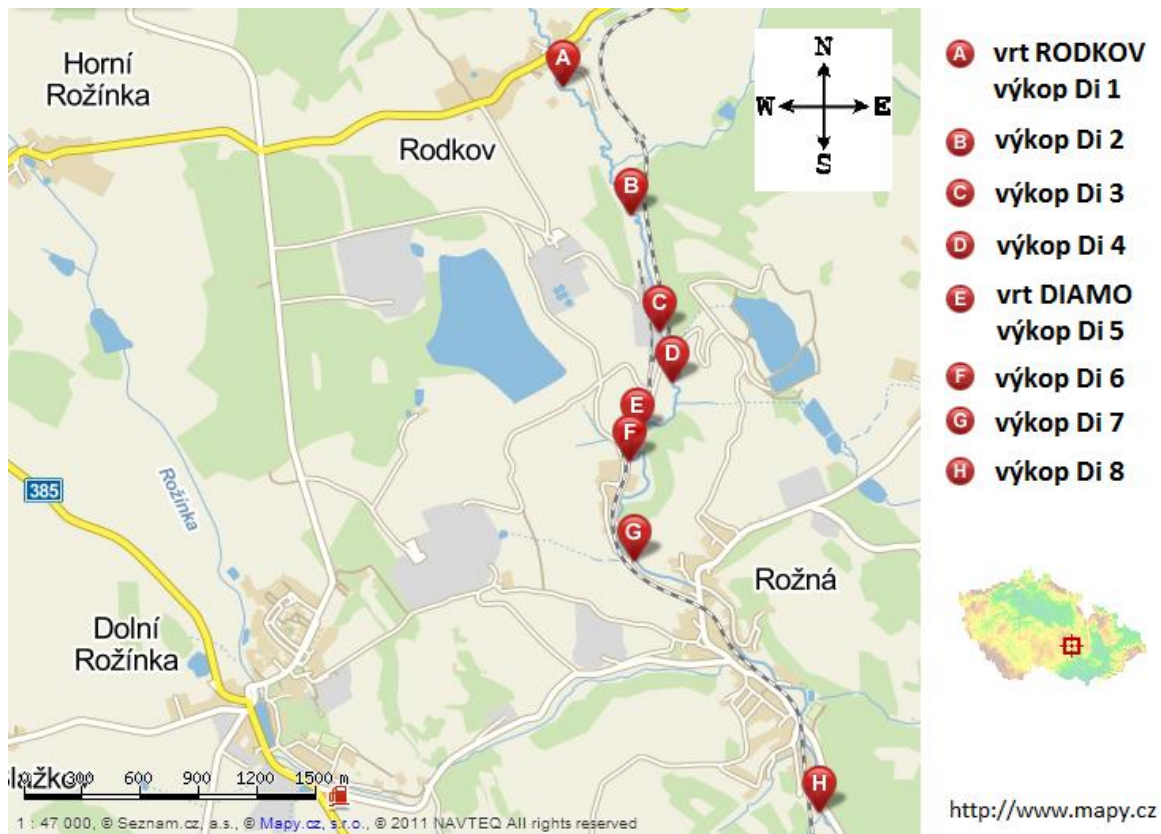 Horní
Rožínka
Rodkov
A
B
C
D
E
F
G
H
N
W E
S
385
Rožínka
Dolní
Rožínka
Rožná
0 300 600 900 1200 1500 m
1 : 47 000, © Seznam.cz, a.s., © Mapy.cz, s.r.o., © 2011 NAVTEQ All rights reserved
A vrt RODKOV
výkop Di 1
B výkop Di 2
C výkop Di 3
D výkop Di 4
E vrt DIAMO
výkop Di 5
F výkop Di 6
G výkop Di 7
H výkop Di 8
http://www.mapy.cz